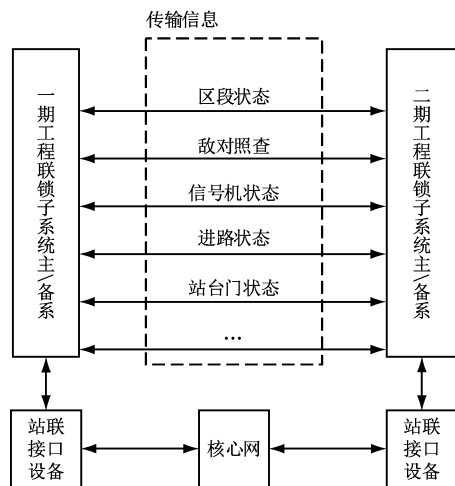 传输信息
一期工程联锁子系统主\备系
区段状态
敌对照查
信号机状态
进路状态
站台门状态
…
二期工程联锁子系统主\备系
站联
接口
设备
核心网
站联
接口
设备